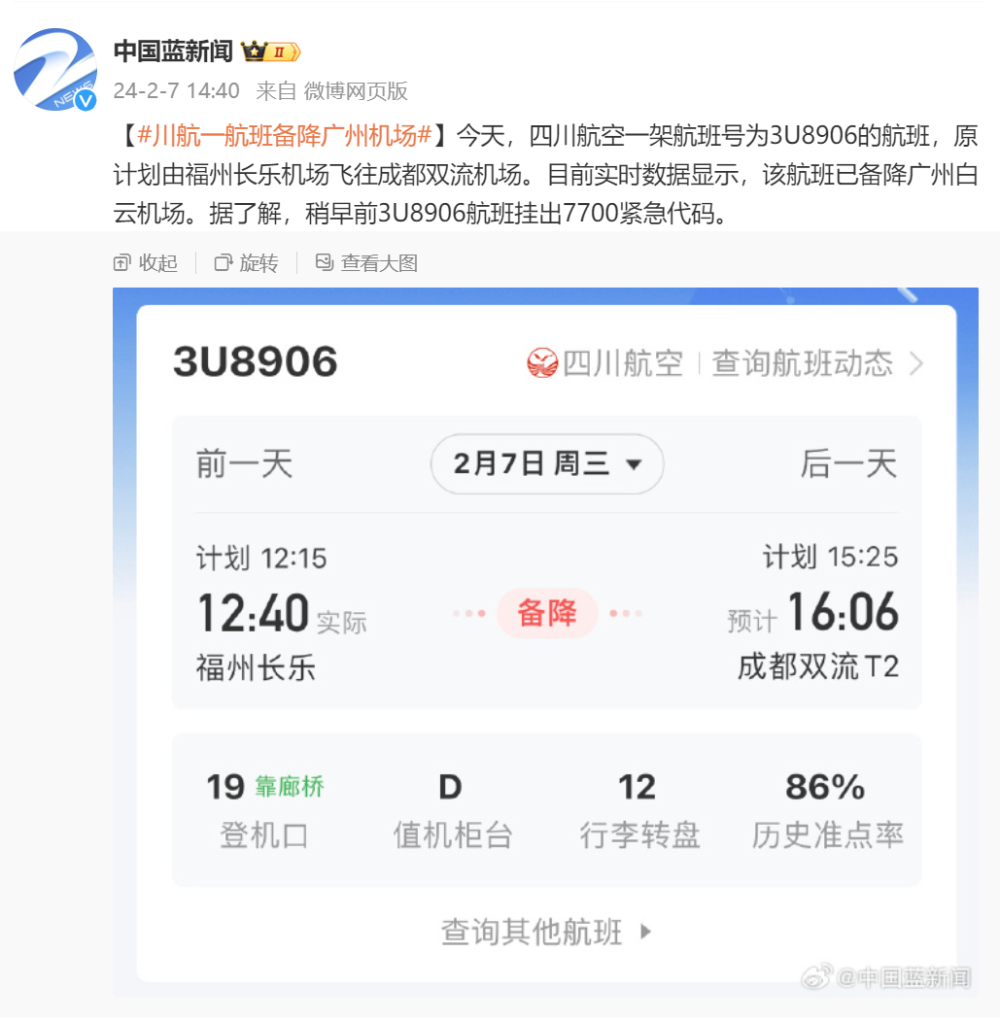 中国蓝新闻 II
24-2-7 14:40 来自 微博网页版
【#川航一航班备降广州机场#】今天，四川航空一架航班号为3U8906的航班，原
计划由福州长乐机场飞往成都双流机场。目前实时数据显示，该航班已备降广州白
云机场。据了解，稍早前3U8906航班挂出7700紧急代码。
NEWS
V
收起 旋转 查看大图
3U8906 四川航空 查询航班动态
前一天 2月7日 周三 后一天
计划 12:15 计划 15:25
12:40 实际 备降 预计 16:06
福州长乐 成都双流 T2
19 靠廊桥 D 12 86%
登机口 值机柜台 行李转盘 历史准点率
查询其他航班
@中国蓝新闻